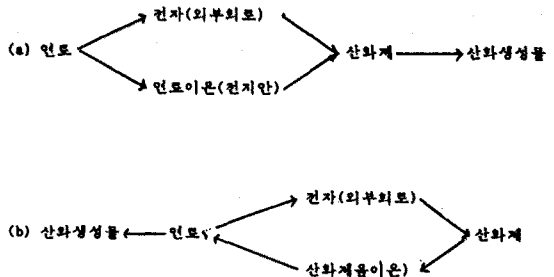 전자(외부회로)
(a) 연료 산화제 산화생성물
연료이온(전지안)
전자(외부회로)
(b) 산화생성물 연료 산화제
산화제음이온)